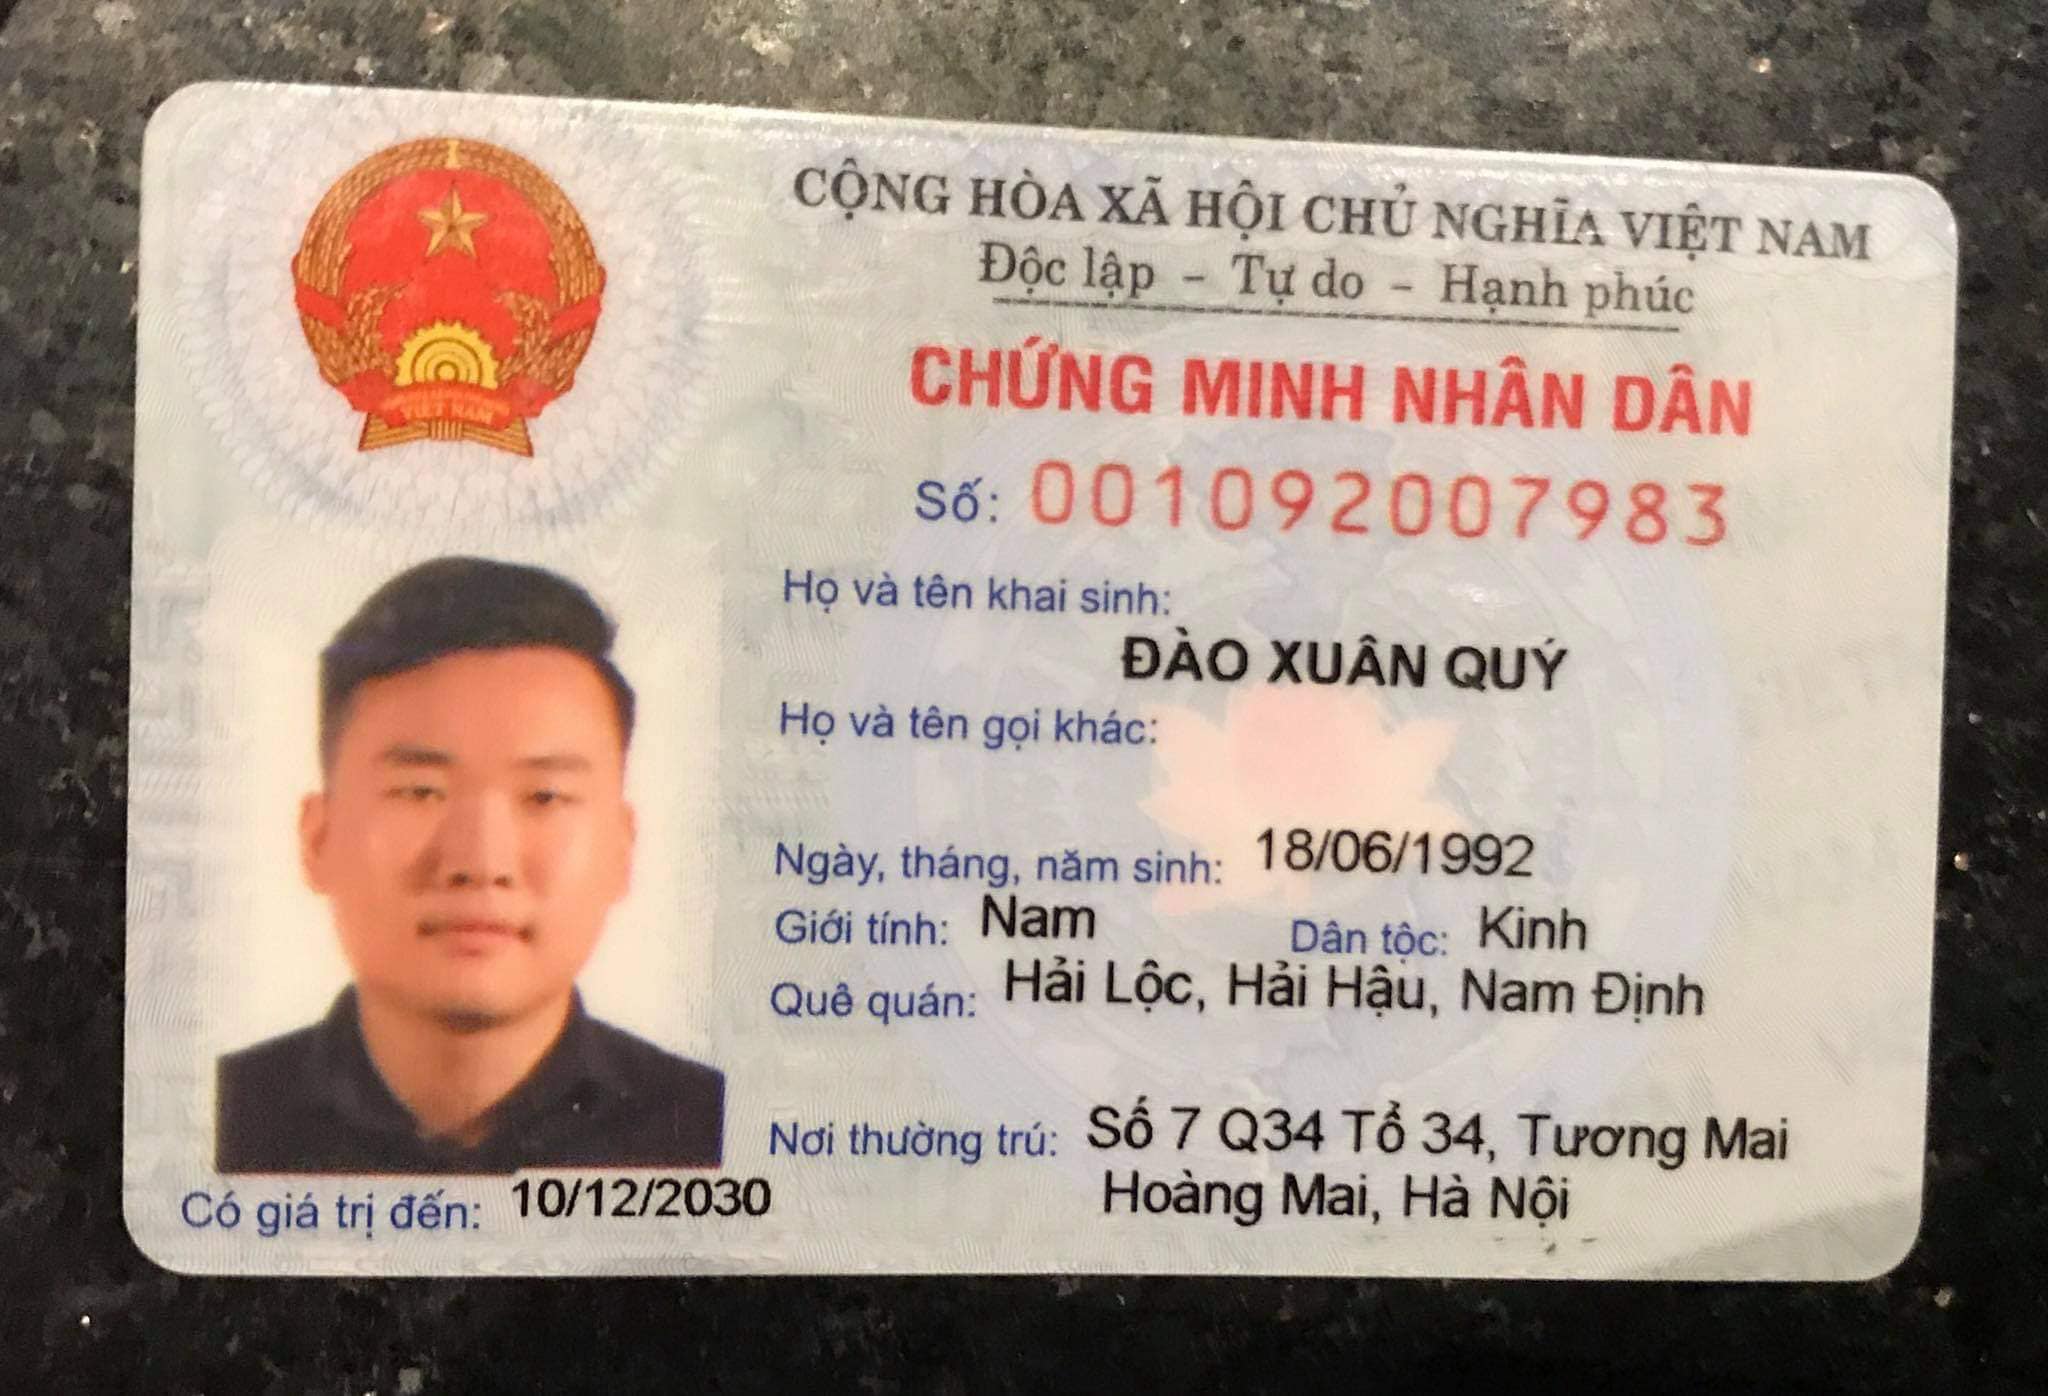 CỘNG HÒA XÃ HỘI CHỦ NGHĨA VIỆT NAM
Độc lập - Tự do - Hạnh phúc
CHỨNG MINH NHÂN DÂN
Số: 001092007983
Họ và tên khai sinh:
ĐÀO XUÂN QUÝ
Họ và tên gọi khác:
Ngày, tháng, năm sinh: 18/06/1992
Giới tính: Nam Dân tộc: Kinh
Quê quán: Hải Lộc, Hải Hậu, Nam Định
Nơi thường trú: Số 7 Q34 Tổ 34, Tương Mai
Hoàng Mai, Hà Nội
Có giá trị đến: 10/12/2030